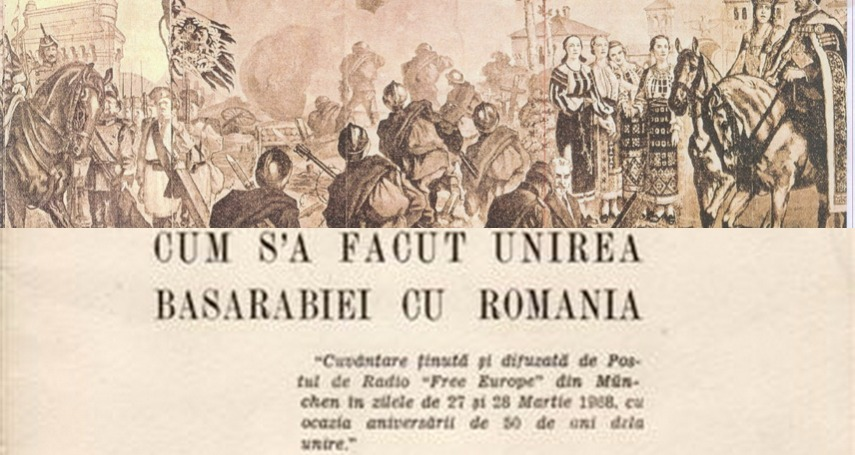 CUM S'A FACUT UNIREA
BASARABIEI CU ROMANIA
"Cuvântare ţinută şi difuzată de Pos-
tul de Radio "Free Europe" din Mün-
chen în zilele de 27 şi 28 Martie 1968, cu
ocazia aniversării de 50 de ani dela
unire."